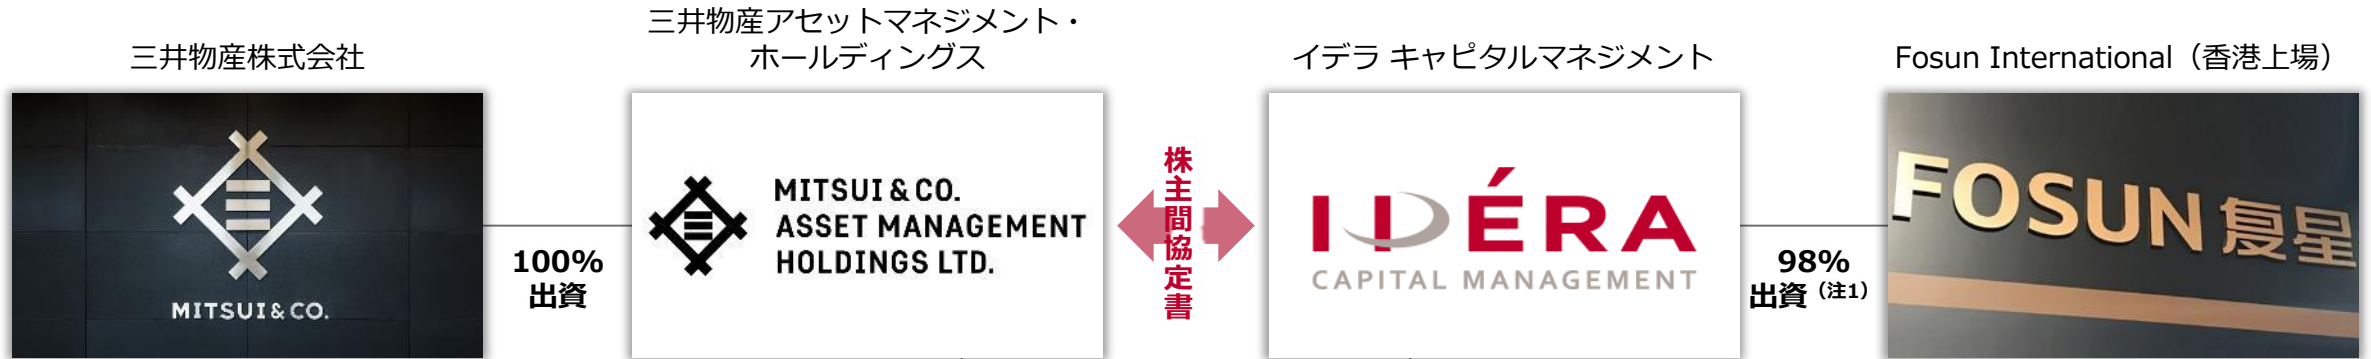 三井物産株式会社
三井物産アセットマネジメント・
ホールディングス
イデラ キャピタルマネジメント
Fosun International（香港上場）
MITSUI&CO.
100%
出資
MITSUI & CO.
ASSET MANAGEMENT
HOLDINGS LTD.
株主間協定書
IDÉRA
CAPITAL MANAGEMENT
98%
出資（注1）
FOSUN 复星